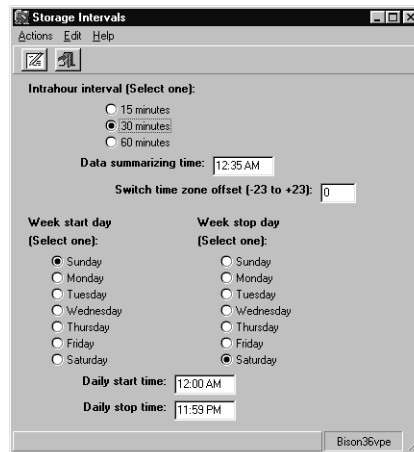 Storage Intervals
Actions Edit Help
Intrahour interval (Select one):
15 minutes
30 minutes
60 minutes
Data summarizing time: 12:35 AM
Switch time zone offset (-23 to +23): 0
Week start day Week stop day
(Select one): (Select one):
Sunday Sunday
Monday Monday
Tuesday Tuesday
Wednesday Wednesday
Thursday Thursday
Friday Friday
Saturday Saturday
Daily start time: 12:00 AM
Daily stop time: 11:59 PM
Bison36vpe